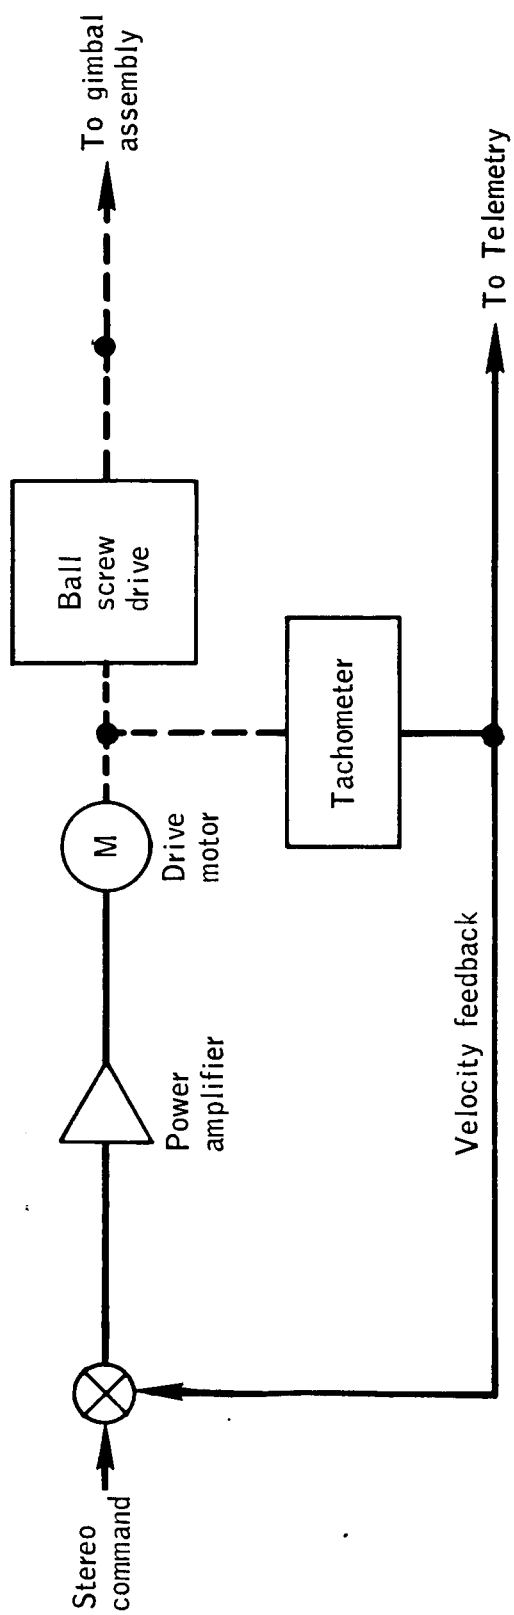 Stereo
command
Power
amplifier
M
Drive
motor
Ball
screw
drive
To gimbal
assembly
Tachometer
Velocity feedback
To Telemetry